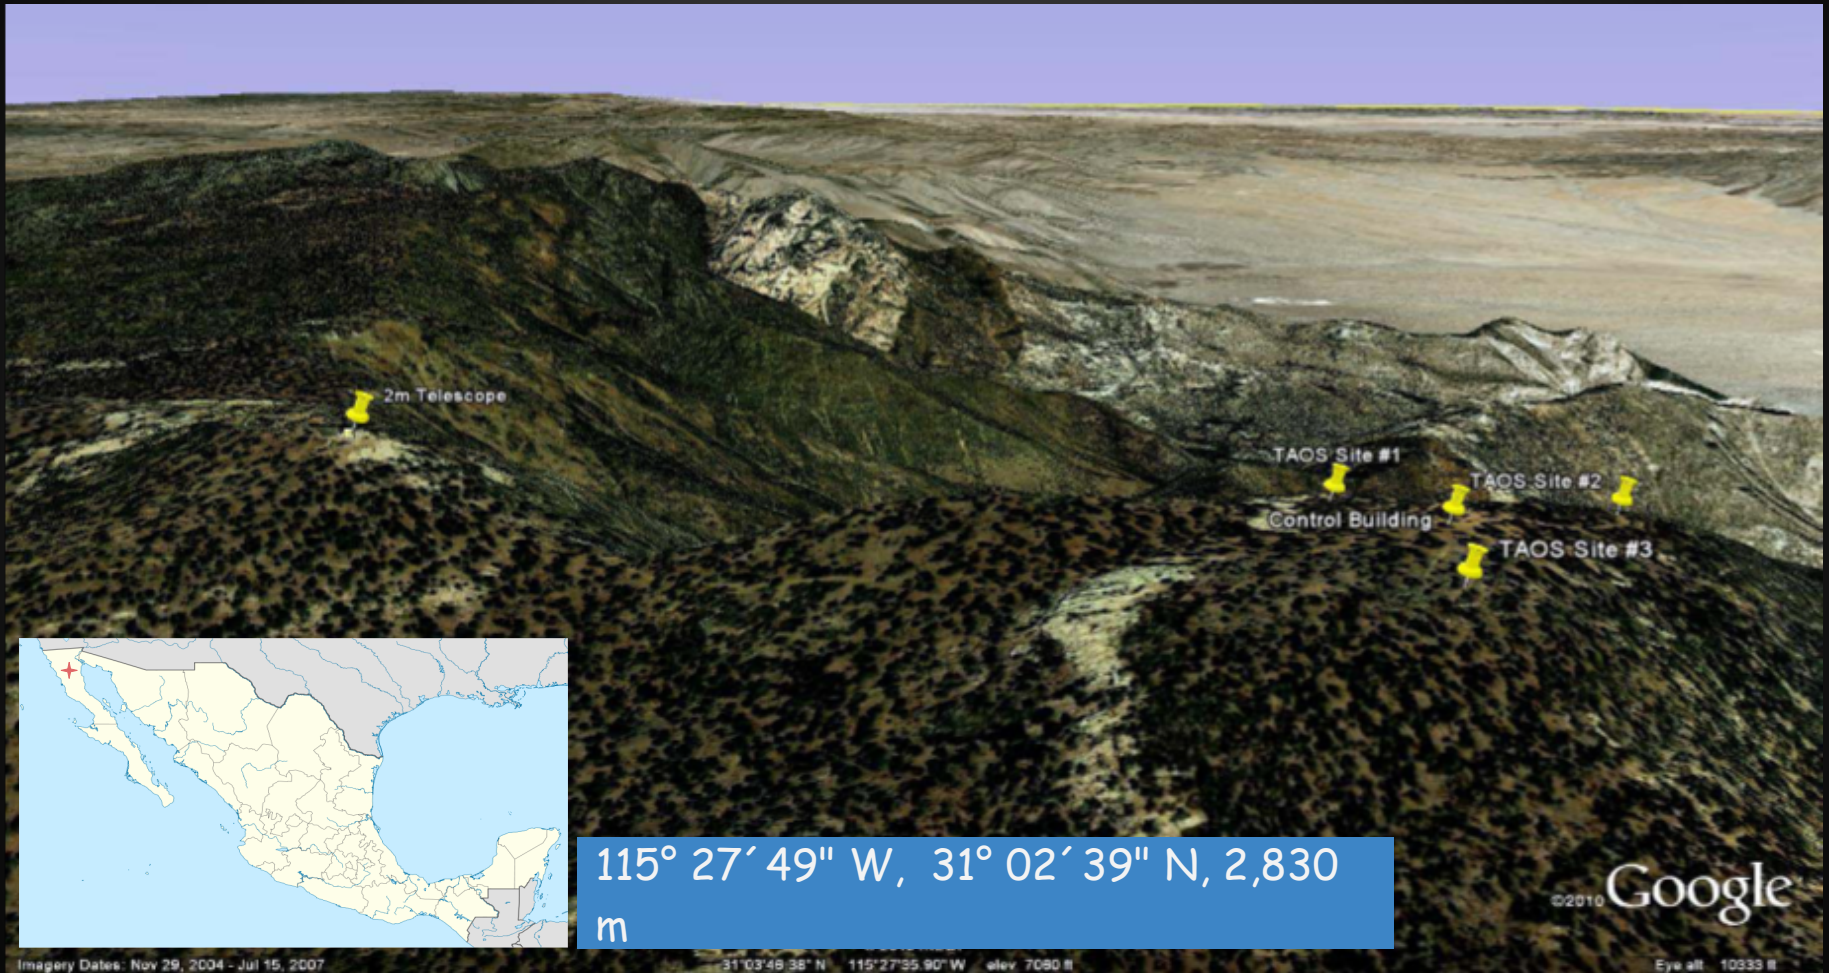 2m Telescope
TAOS Site #1
TAOS Site #2
Control Building
TAOS Site #3
115° 27´49" W,  31° 02´39" N, 2,830
m
©2010 Google
Imagery Dates: Nov 29, 2004 - Jul 15, 2007
31°03'46.38" N 115°27'35.90" W elev 7060 ft
Eye alt 10333 ft